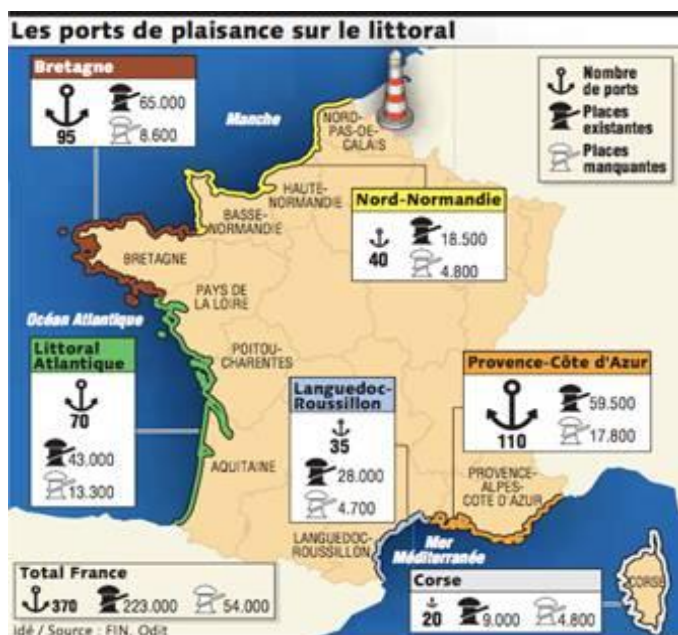 Les ports de plaisance sur le littoral
Bretagne
95
65.000
8.600
Manche
Nombre
de ports
Places
existantes
Places
manquantes
NORD-
PAS-DE-
CALAIS
HAUTE-
NORMANDIE
BASSE-
NORMANDIE
Nord-Normandie
40
18.500
4.800
BRETAGNE
PAYS DE
LA LOIRE
Océan Atlantique
POITOU-
CHARENTES
Littoral
Atlantique
70
43.000
13.300
AQUITAINE
Languedoc-
Roussillon
35
28.000
4.700
Provence-Côte d'Azur
110
59.500
17.800
PROVENCE-
ALPES-
COTE D'AZUR
LANGUEDOC-
ROUSSILLON
Mer
Méditerranée
Total France
370 223.000 54.000
Corse
20 9.000 4.800
CORSE
idé / Source : FIN, Odit